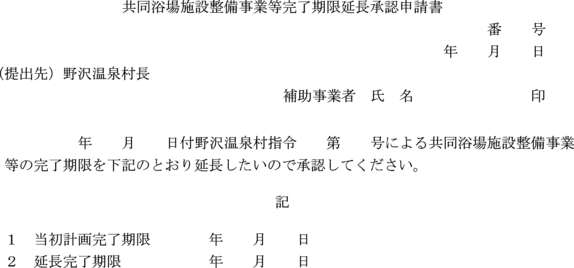 共同浴場施設整備事業等完了期限延長承認申請書
番　　号
年　　月　　日
(提出先）野沢温泉村長
補助事業者　氏　名　　　　　　　　印
年　　月　　日付野沢温泉村指令　　第　　号による共同浴場施設整備事業
等の完了期限を下記のとおり延長したいので承認してください。
記
１　当初計画完了期限　　　　年　　月　　日
２　延長完了期限　　　　　　年　　月　　日